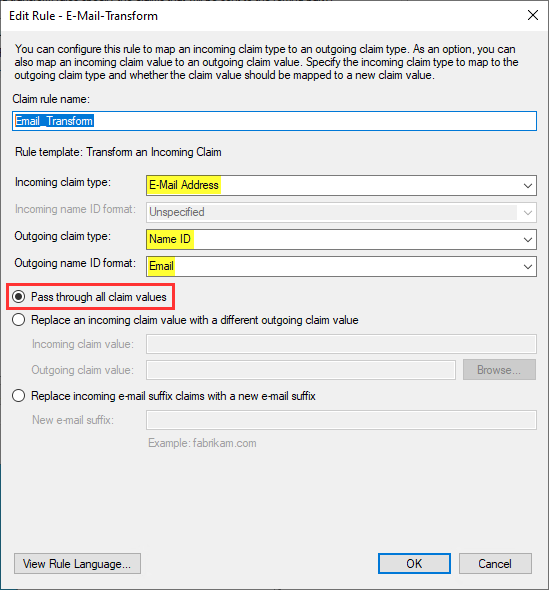 Edit Rule - E-Mail-Transform
You can configure this rule to map an incoming claim type to an outgoing claim type. As an option, you can
also map an incoming claim value to an outgoing claim value. Specify the incoming claim type to map to the
outgoing claim type and whether the claim value should be mapped to a new claim value.
Claim rule name:
Email_Transform
Rule template: Transform an Incoming Claim
Incoming claim type: E-Mail Address
Incoming name ID format: Unspecified
Outgoing claim type: Name ID
Outgoing name ID format: Email
Pass through all claim values
Replace an incoming claim value with a different outgoing claim value
Incoming claim value:
Outgoing claim value: Browse...
Replace incoming e-mail suffix claims with a new e-mail suffix
New e-mail suffix:
Example: fabrikam.com
View Rule Language... OK Cancel